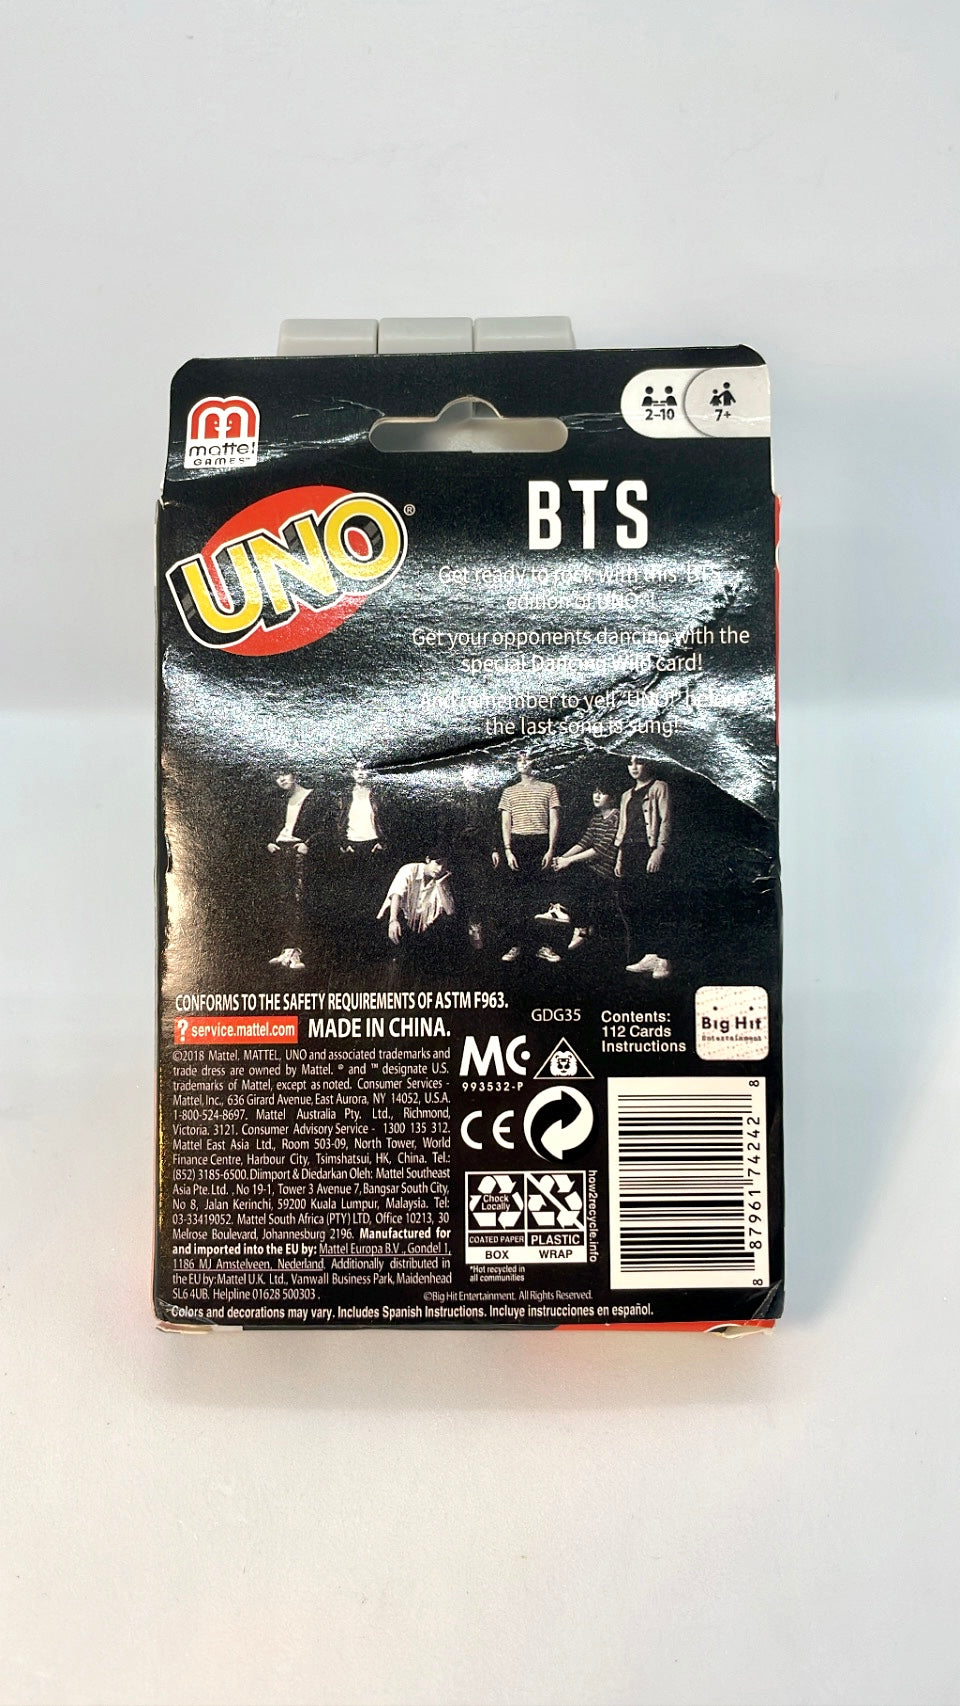 mattel
GAMES™
2-10
7+
UNO®
BTS
Get ready to rock with this BTS
edition of UNO®!
Get your opponents dancing with the
special Dancing Wild card!
And remember to yell, "UNO!" before
the last song is sung!
CONFORMS TO THE SAFETY REQUIREMENTS OF ASTM F963.
? service.mattel.com MADE IN CHINA.
©2018 Mattel. MATTEL, UNO and associated trademarks and
trade dress are owned by Mattel. ® and ™ designate U.S.
trademarks of Mattel, except as noted. Consumer Services -
Mattel, Inc., 636 Girard Avenue, East Aurora, NY 14052, U.S.A.
1-800-524-8697. Mattel Australia Pty. Ltd., Richmond,
Victoria. 3121. Consumer Advisory Service - 1300 135 312.
Mattel East Asia Ltd., Room 503-09, North Tower, World
Finance Centre, Harbour City, Tsimshatsui, HK, China. Tel.:
(852) 3185-6500. Diimport & Diedarkan Oleh: Mattel Southeast
Asia Pte. Ltd. , No 19-1, Tower 3 Avenue 7, Bangsar South City,
No 8, Jalan Kerinchi, 59200 Kuala Lumpur, Malaysia. Tel:
03-33419052. Mattel South Africa (PTY) LTD, Office 10213, 30
Melrose Boulevard, Johannesburg 2196. Manufactured for
and imported into the EU by: Mattel Europa B.V., Gondel 1,
1186 MJ Amstelveen, Nederland. Additionally distributed in
the EU by: Mattel U.K. Ltd., Vanwall Business Park, Maidenhead
SL6 4UB. Helpline 01628 500303 .
GDG35
MC
993532-P
CE
Contents:
112 Cards
Instructions
Big Hit
Entertainment
Check
Locally
COATED PAPER
BOX
PLASTIC
WRAP
*Not recycled in
all communities
how2recycle.info
8 87961 74242 8
©Big Hit Entertainment. All Rights Reserved.
Colors and decorations may vary. Includes Spanish Instructions. Incluye instrucciones en español.